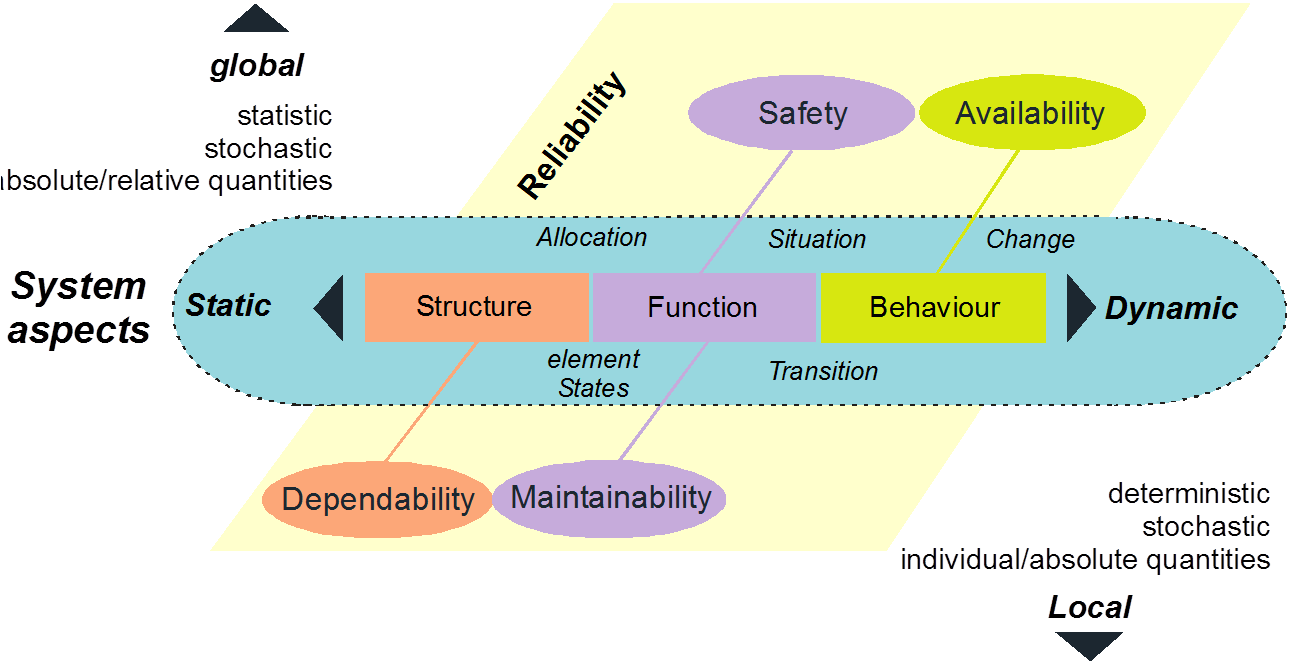 global
statistic
stochastic
absolute/relative quantities
Reliability
Safety
Availability
System
aspects
Static
Allocation
Situation
Change
Structure
Function
Behaviour
Dynamic
element
States
Transition
Dependability
Maintainability
deterministic
stochastic
individual/absolute quantities
Local